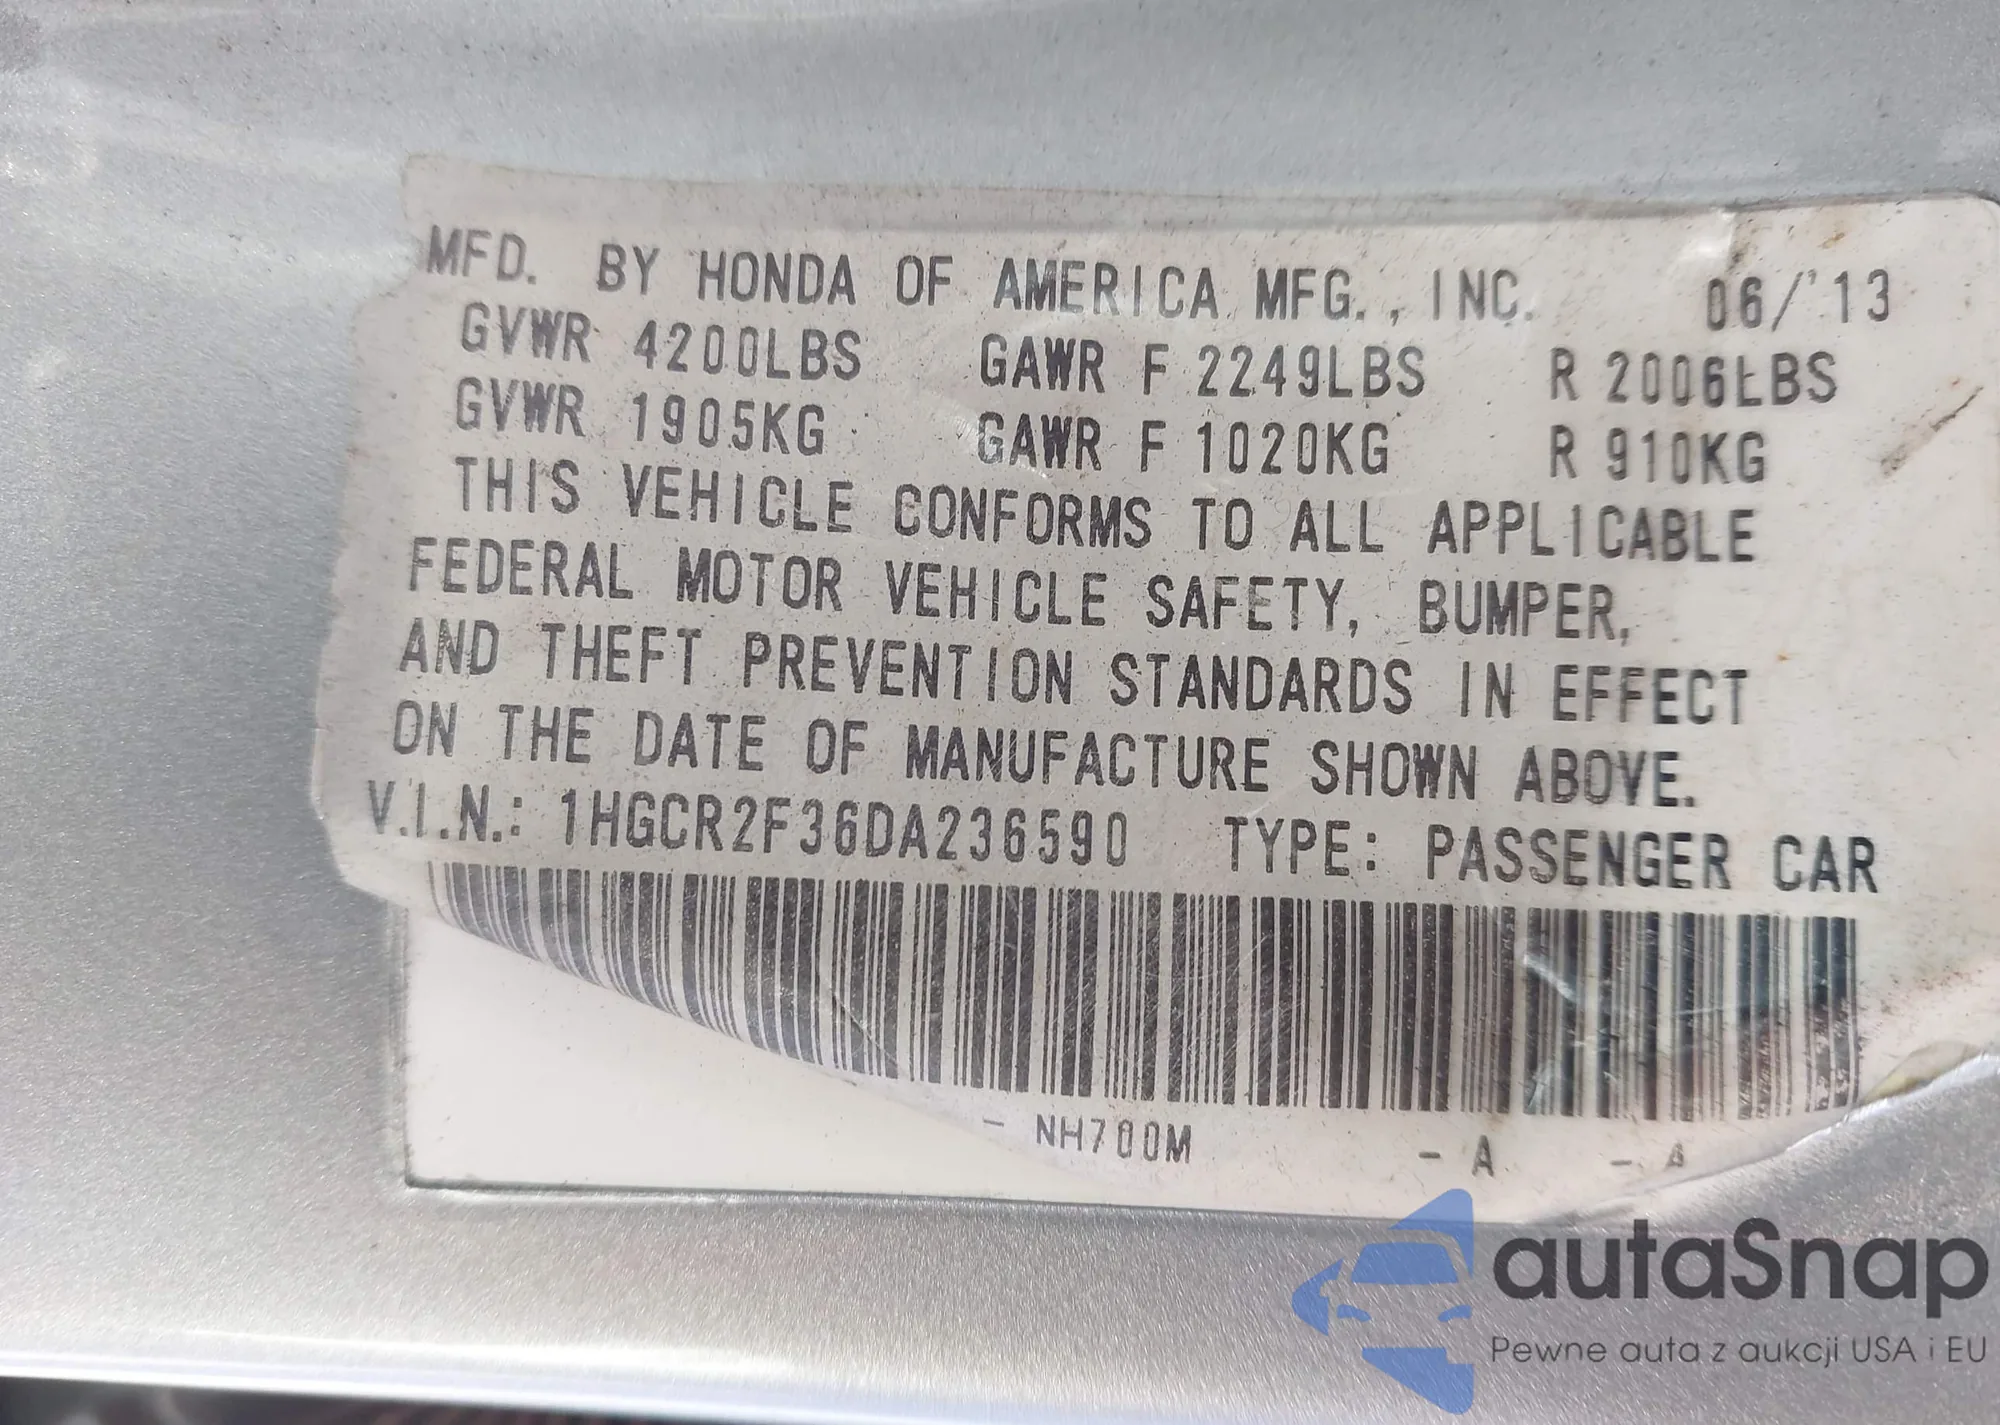 MFD. BY HONDA OF AMERICA MFG., INC. 06/'13
GVWR 4200LBS GAWR F 2249LBS R 2006LBS
GVWR 1905KG GAWR F 1020KG R 910KG
THIS VEHICLE CONFORMS TO ALL APPLICABLE
FEDERAL MOTOR VEHICLE SAFETY, BUMPER,
AND THEFT PREVENTION STANDARDS IN EFFECT
ON THE DATE OF MANUFACTURE SHOWN ABOVE.
V.I.N.: 1HGCR2F36DA236590 TYPE: PASSENGER CAR
- NH700M - A -
autaSnap
Pewne auta z aukcji USA i EU